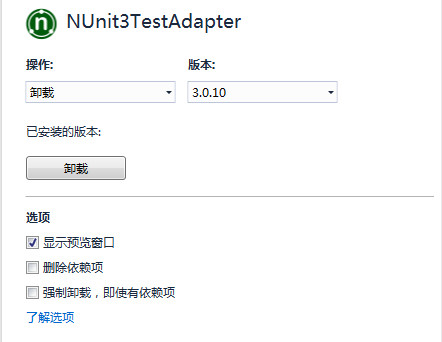 n NUnit3TestAdapter
操作: 版本:
卸载 3.0.10
已安装的版本:
卸载
选项
显示预览窗口
删除依赖项
强制卸载，即使有依赖项
了解选项